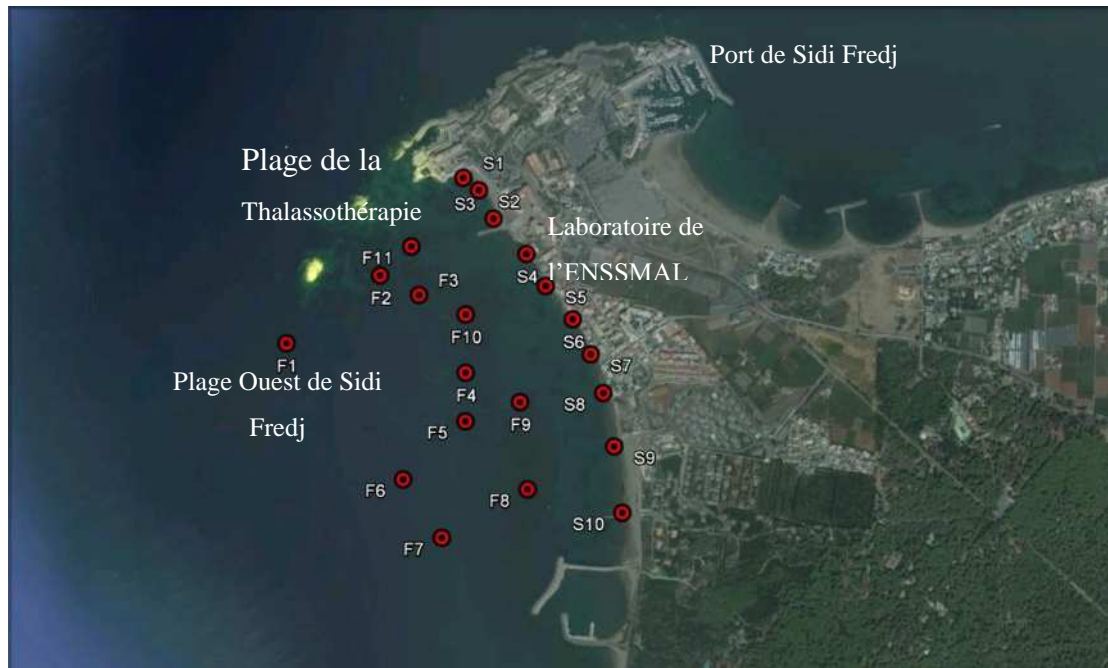 Port de Sidi Fredj
Plage de la
Thalassothérapie
S1
S3
S2
Laboratoire de
l'ENSSMAL
S4
F11
F2
F3
S5
F10
S6
F1
S7
Plage Ouest de Sidi
Fredj
F4
S8
F9
F5
S9
F6
F8
S10
F7